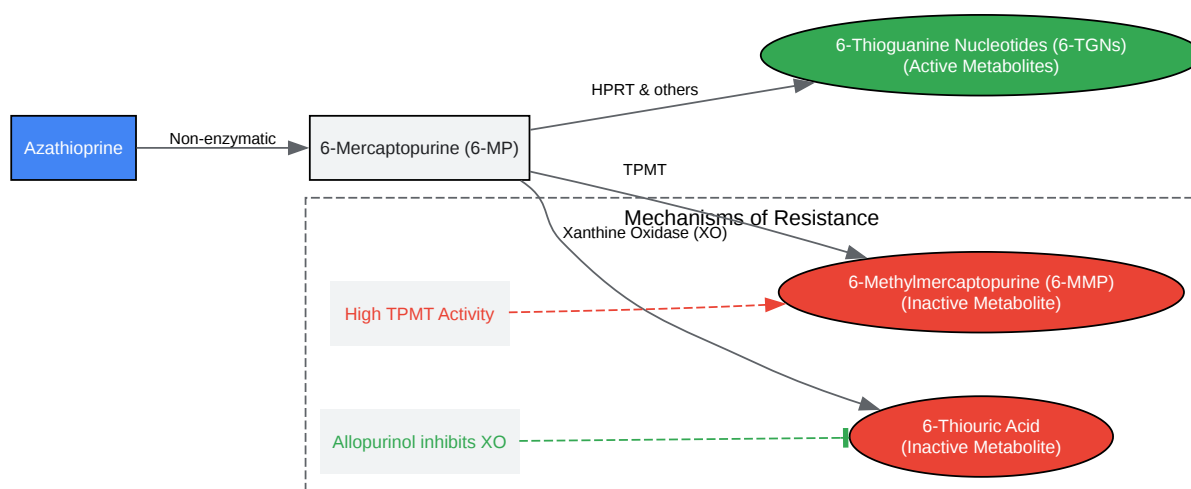 6-Thioguanine Nucleotides (6-TGNs)
(Active Metabolites)
HPRT & others
Azathioprine
Non-enzymatic
6-Mercaptopurine (6-MP)
TPMT
Mechanisms of Resistance
Xanthine Oxidase (XO)
6-Methylmercaptopurine (6-MMP)
(Inactive Metabolite)
High TPMT Activity
6-Thiouric Acid
(Inactive Metabolite)
Allopurinol inhibits XO